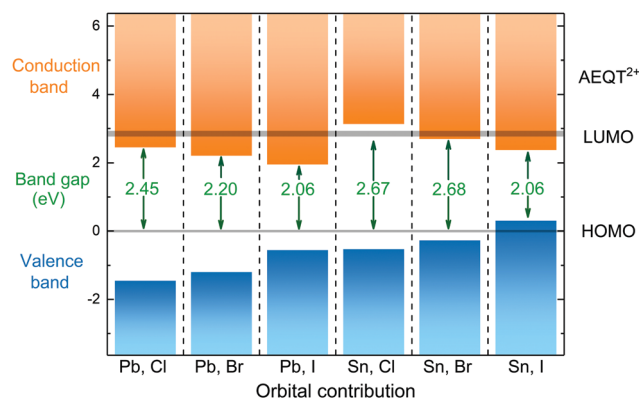 6
4
2
0
-2
Conduction
band
Band gap
(eV)
Valence
band
AEQT2+
LUMO
HOMO
2.45 2.20 2.06 2.67 2.68 2.06
Pb, Cl Pb, Br Pb, I Sn, Cl Sn, Br Sn, I
Orbital contribution